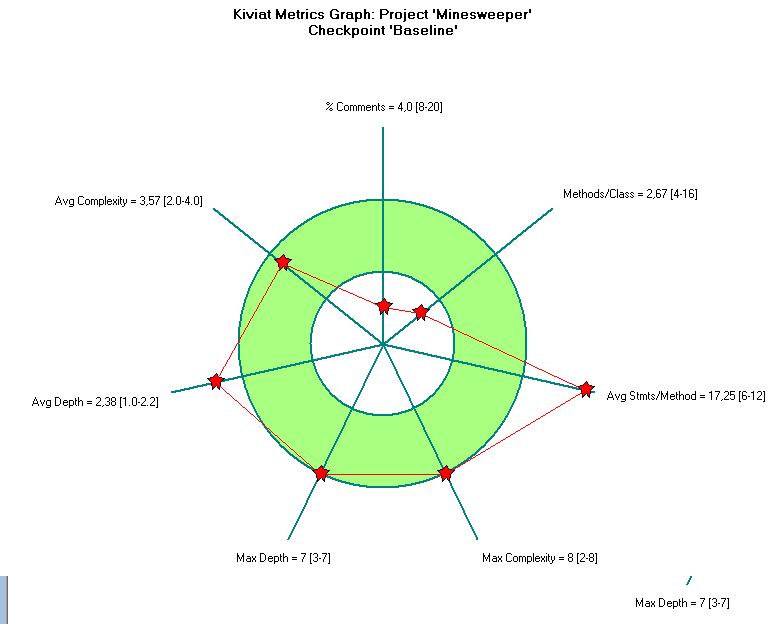 Kiviat Metrics Graph: Project 'Minesweeper'
Checkpoint 'Baseline'
% Comments = 4,0 [8-20]
Methods/Class = 2,67 [4-16]
Avg Complexity = 3,57 [2.0-4.0]
Avg Depth = 2,38 [1.0-2.2]
Avg Stmts/Method = 17,25 [6-12]
Max Depth = 7 [3-7]
Max Complexity = 8 [2-8]
Max Depth = 7 [3-7]